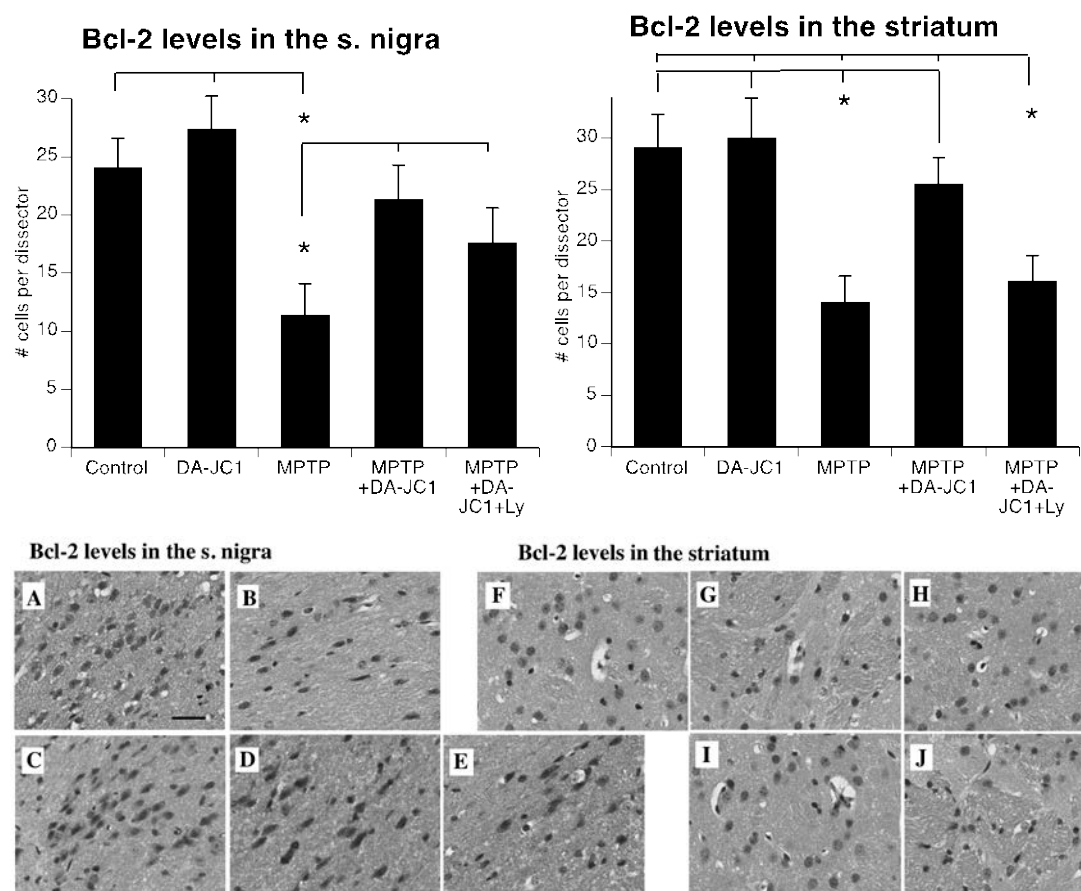 Bcl-2 levels in the s. nigra
# cells per dissector
30
25
20
15
10
5
0
*
*
Control
DA-JC1
MPTP
MPTP
+DA-JC1
MPTP
+DA-
JC1+Ly
Bcl-2 levels in the striatum
# cells per dissector
30
25
20
15
10
5
0
*
*
Control
DA-JC1
MPTP
MPTP
+DA-JC1
MPTP
+DA-
JC1+Ly
Bcl-2 levels in the s. nigra
A
B
C
D
E
Bcl-2 levels in the striatum
F
G
H
I
J